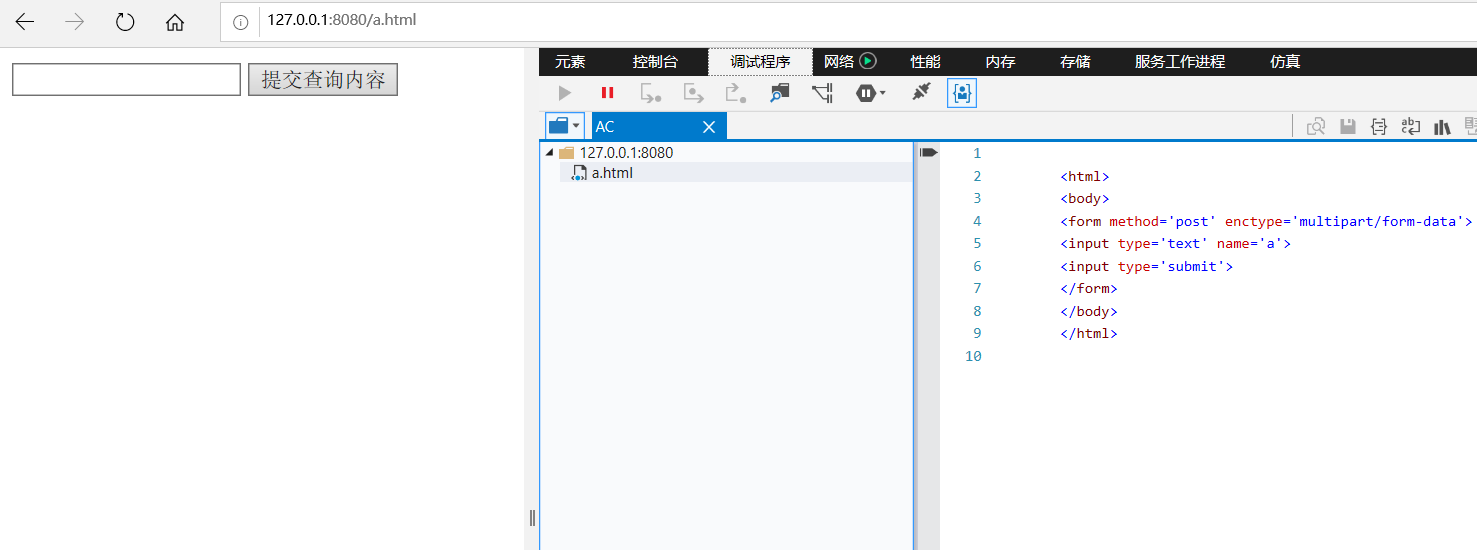 127.0.0.1:8080/a.html
提交查询内容
元素 控制台 调试程序 网络 性能 内存 存储 服务工作进程 仿真
AC
127.0.0.1:8080
a.html
1
2 <html>
3 <body>
4 <form method='post' enctype='multipart/form-data'>
5 <input type='text' name='a'>
6 <input type='submit'>
7 </form>
8 </body>
9 </html>
10